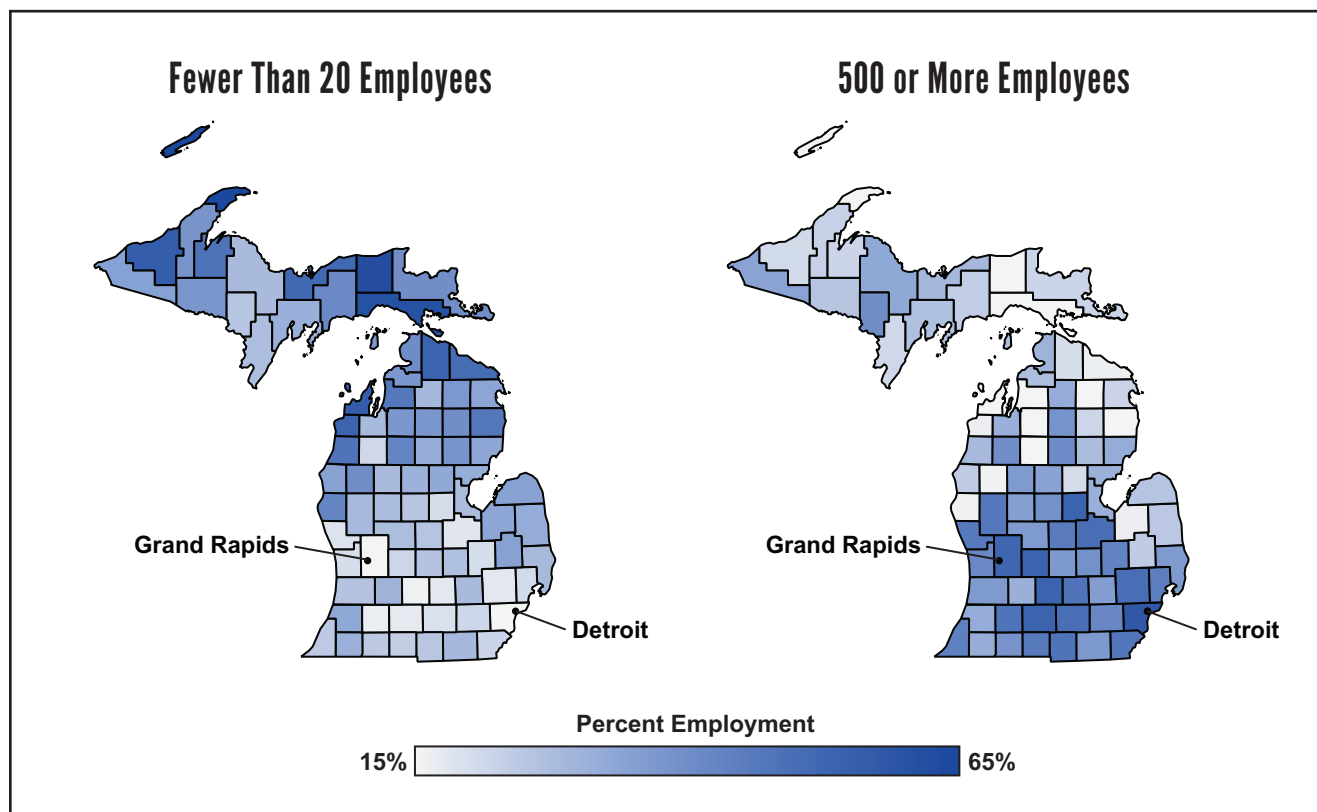 Fewer Than 20 Employees
500 or More Employees
Grand Rapids
Detroit
Grand Rapids
Detroit
Percent Employment
15%
65%